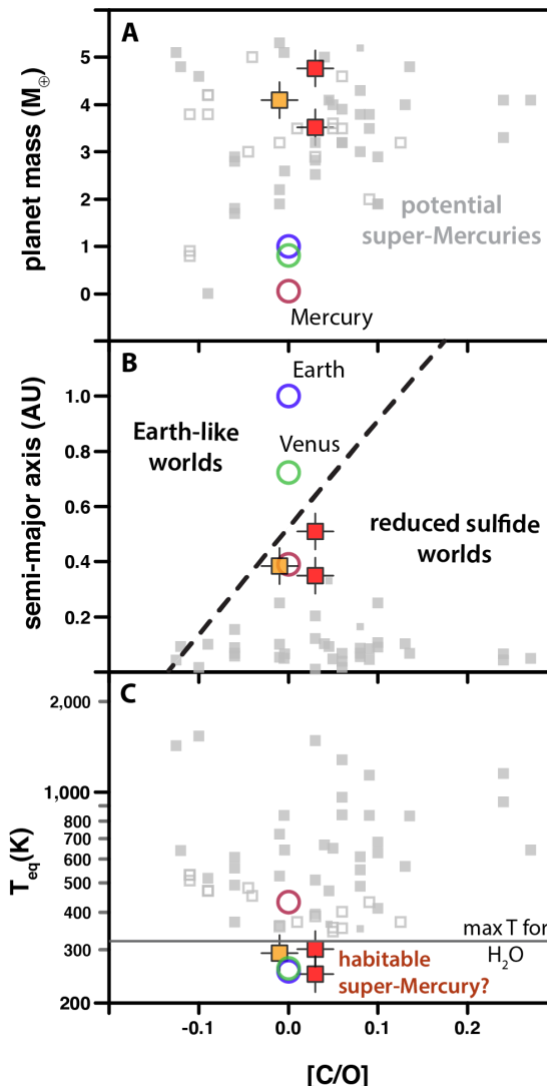 A
planet mass (M⊕)
5
4
3
2
1
0
potential
super-Mercuries
Mercury
B
semi-major axis (AU)
1.0
0.8
0.6
0.4
0.2
Earth
Earth-like
worlds
Venus
reduced sulfide
worlds
C
Teq(K)
2,000
1,000
900
800
700
600
500
400
300
200
max T for
H2O
habitable
super-Mercury?
-0.1
0.0
0.1
0.2
[C/O]